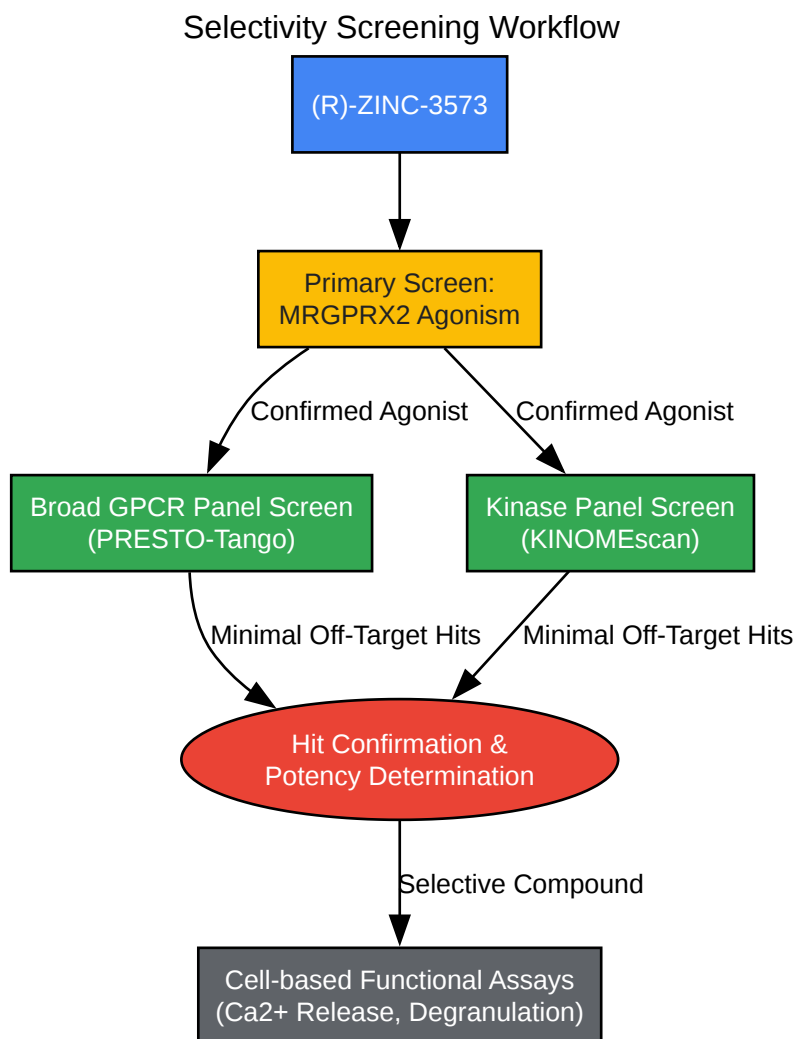 Selectivity Screening Workflow
(R)-ZINC-3573
Primary Screen:
MRGPRX2 Agonism
Confirmed Agonist
Confirmed Agonist
Broad GPCR Panel Screen
(PRESTO-Tango)
Kinase Panel Screen
(KINOMEscan)
Minimal Off-Target Hits
Minimal Off-Target Hits
Hit Confirmation &
Potency Determination
Selective Compound
Cell-based Functional Assays
(Ca2+ Release, Degranulation)